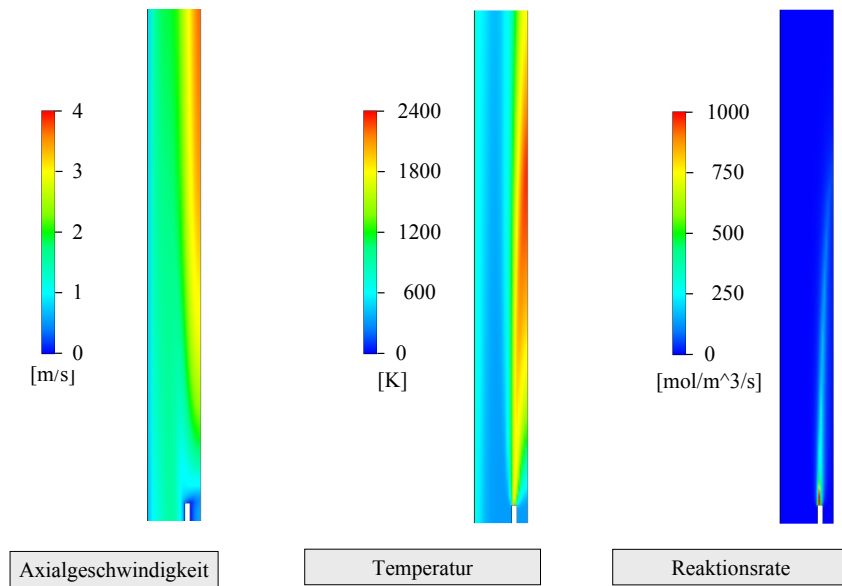 4
3
2
1
0
[m/s]
2400
1800
1200
600
0
[K]
1000
750
500
250
0
[mol/m^3/s]
Axialgeschwindigkeit
Temperatur
Reaktionsrate